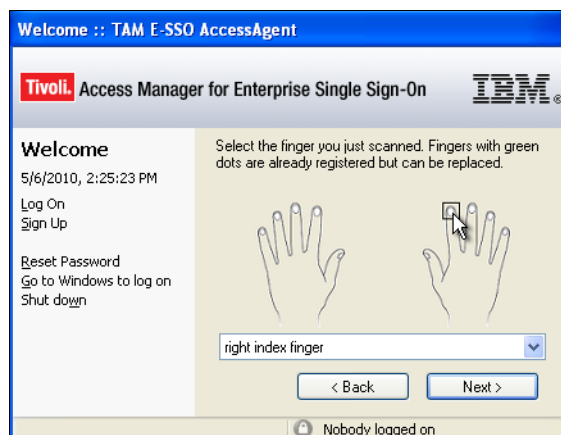 Welcome :: TAM E-SSO AccessAgent
Tivoli. Access Manager for Enterprise Single Sign-On
IBM®
Welcome
5/6/2010, 2:25:23 PM
Log On
Sign Up
Reset Password
Go to Windows to log on
Shut down
Select the finger you just scanned. Fingers with green
dots are already registered but can be replaced.
right index finger
< Back
Next >
Nobody logged on